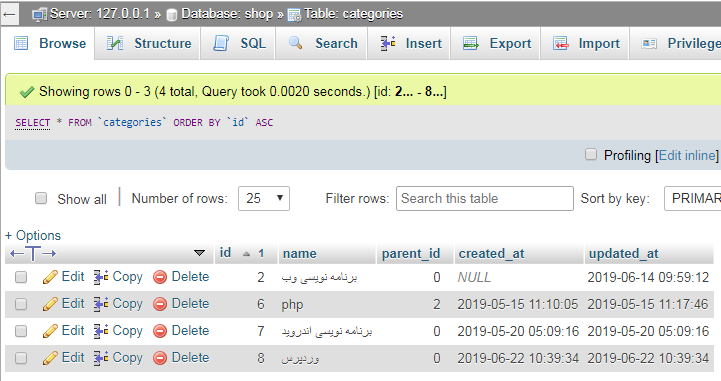 Server: 127.0.0.1 » Database: shop » Table: categories
Browse Structure SQL Search Insert Export Import Privilege
Showing rows 0 - 3 (4 total, Query took 0.0020 seconds.) [id: 2... - 8...]
SELECT * FROM `categories` ORDER BY `id` ASC
Profiling [Edit inline]
Show all Number of rows: 25 Filter rows: Search this table Sort by key: PRIMAR
+ Options
id 1 name parent_id created_at updated_at
Edit Copy Delete 2 برنامه نویسی وب 0 NULL 2019-06-14 09:59:12
Edit Copy Delete 6 php 2 2019-05-15 11:10:05 2019-05-15 11:17:46
Edit Copy Delete 7 برنامه نویسی اندروید 0 2019-05-20 05:09:16 2019-05-20 05:09:16
Edit Copy Delete 8 وردپرس 0 2019-06-22 10:39:34 2019-06-22 10:39:34